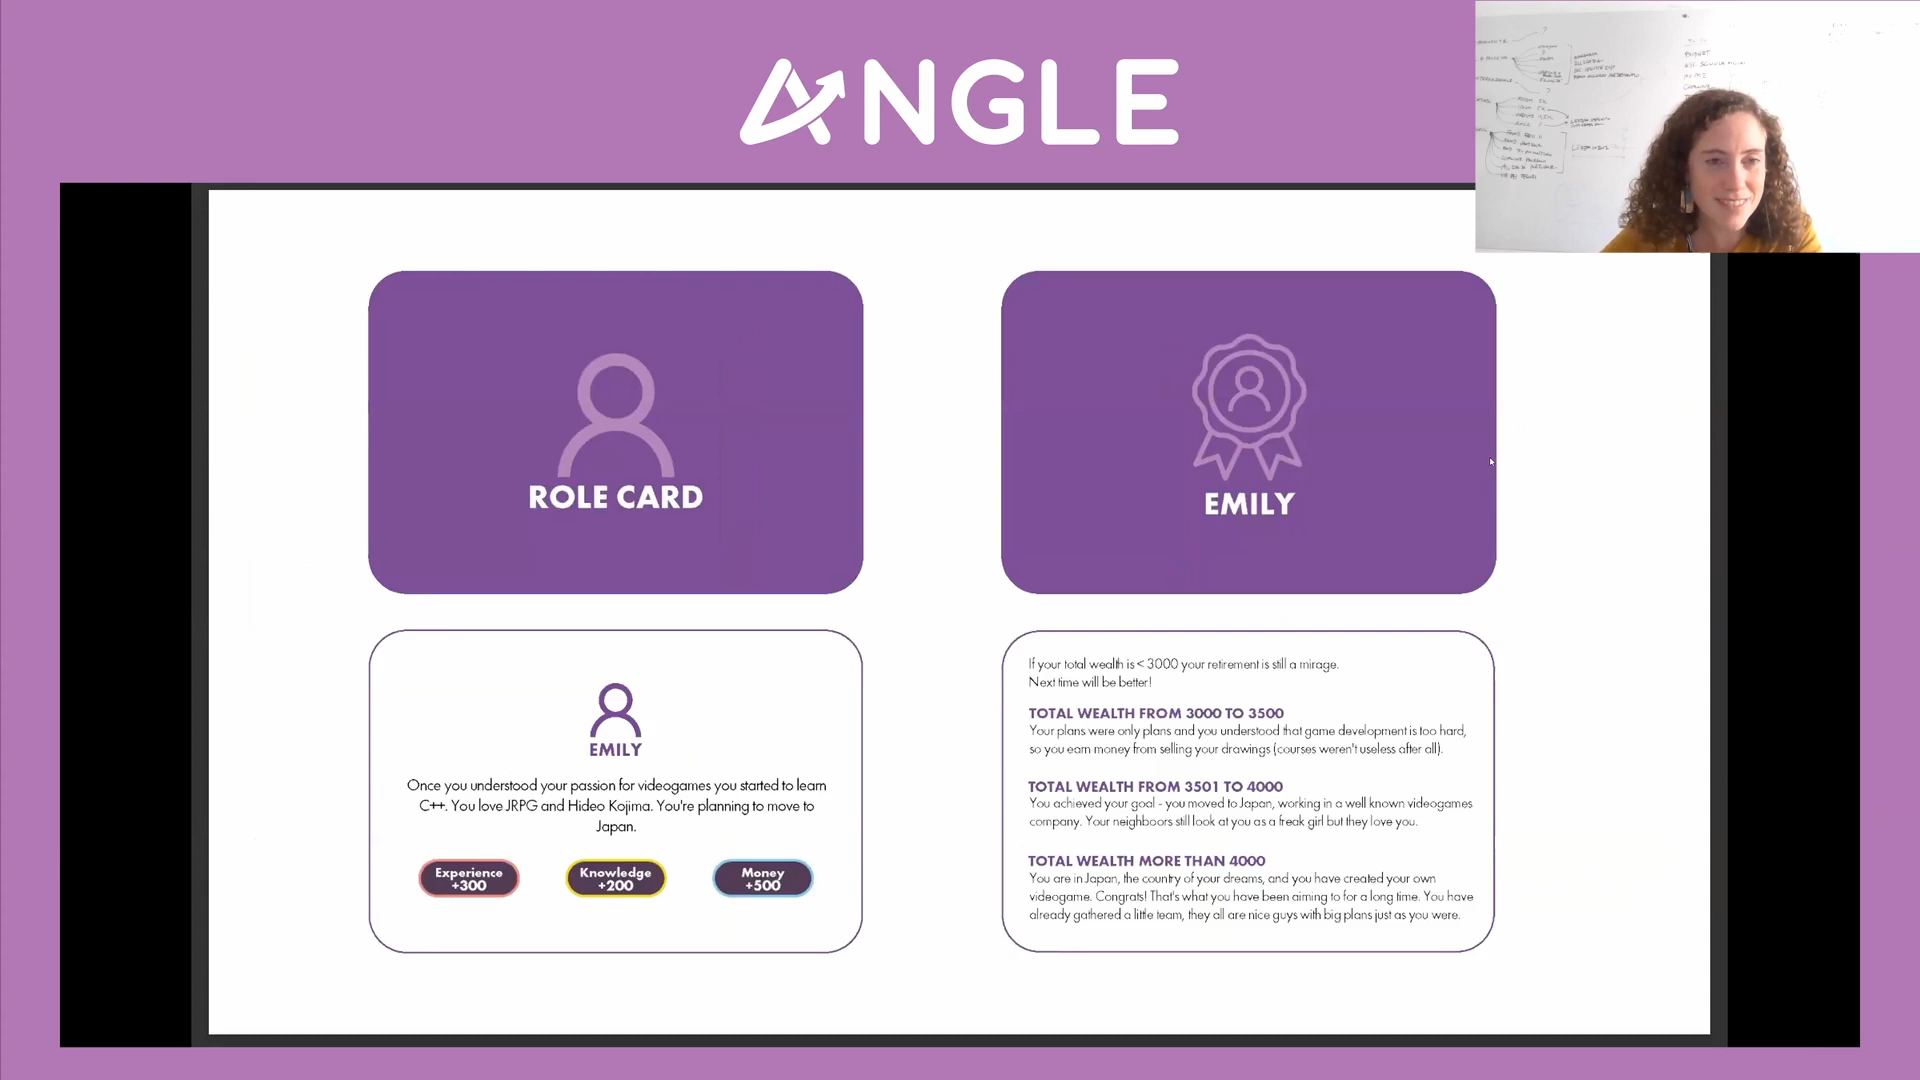 ANGLE
BUDGET
ROLE CARD
EMILY
EMILY
Once you understood your passion for videogames you started to learn
C++. You love JRPG and Hideo Kojima. You're planning to move to
Japan.
Experience
+300
Knowledge
+200
Money
+500
If your total wealth is < 3000 your retirement is still a mirage.
Next time will be better!
TOTAL WEALTH FROM 3000 TO 3500
Your plans were only plans and you understood that game development is too hard,
so you earn money from selling your drawings (courses weren't useless after all).
TOTAL WEALTH FROM 3501 TO 4000
You achieved your goal - you moved to Japan, working in a well known videogames
company. Your neighboors still look at you as a freak girl but they love you.
TOTAL WEALTH MORE THAN 4000
You are in Japan, the country of your dreams, and you have created your own
videogame. Congrats! That's what you have been aiming to for a long time. You have
already gathered a little team, they all are nice guys with big plans just as you were.